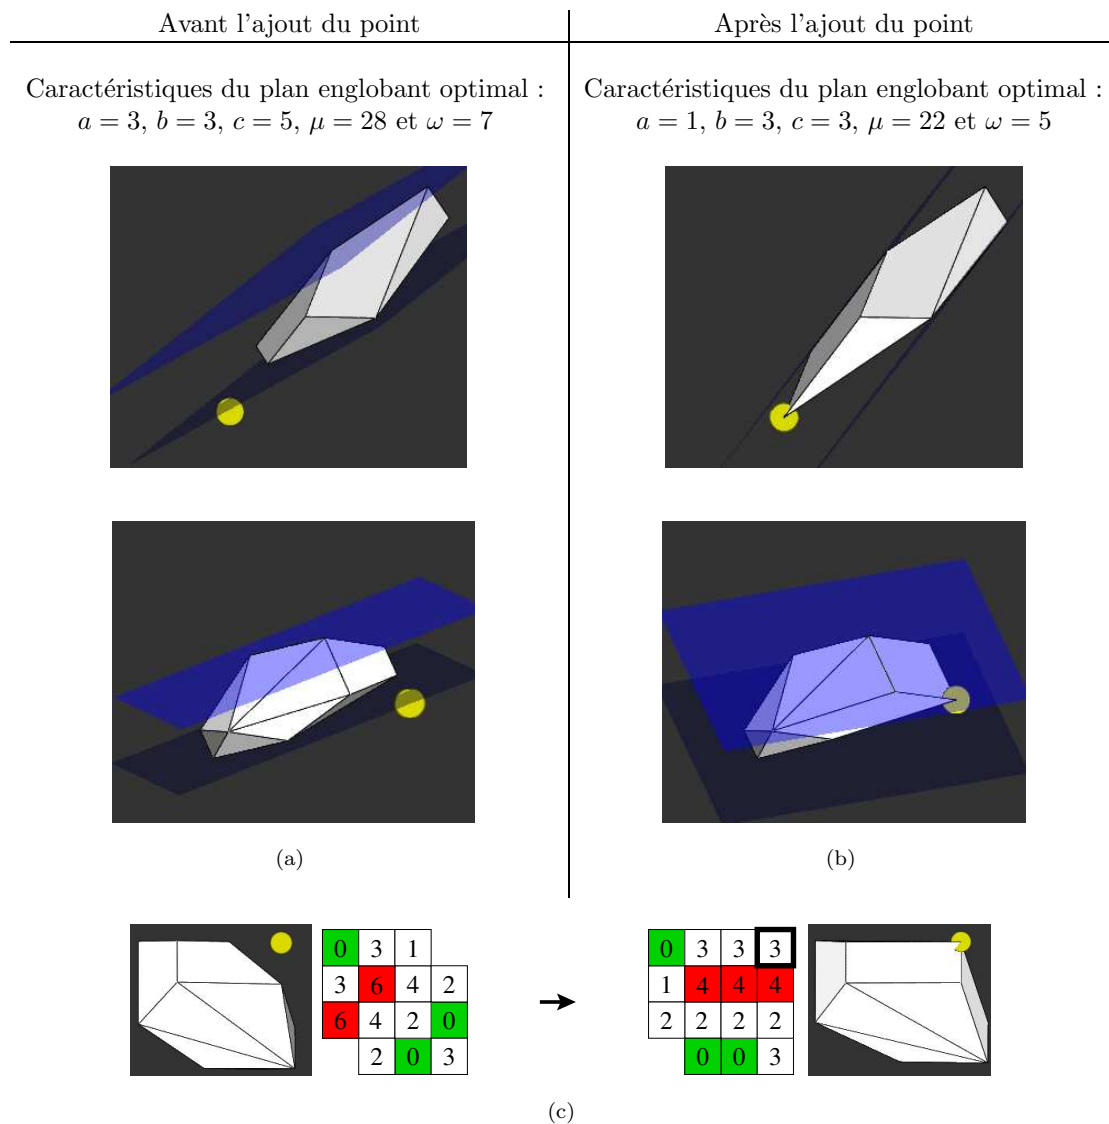 Avant l'ajout du point
Après l'ajout du point
Caractéristiques du plan englobant optimal :
a = 3, b = 3, c = 5, μ = 28 et ω = 7
Caractéristiques du plan englobant optimal :
a = 1, b = 3, c = 3, μ = 22 et ω = 5
(a)
(b)
0 3 1
3 6 4 2
6 4 2 0
2 0 3
0 3 3 3
1 4 4 4
2 2 2 2
0 0 3
(c)